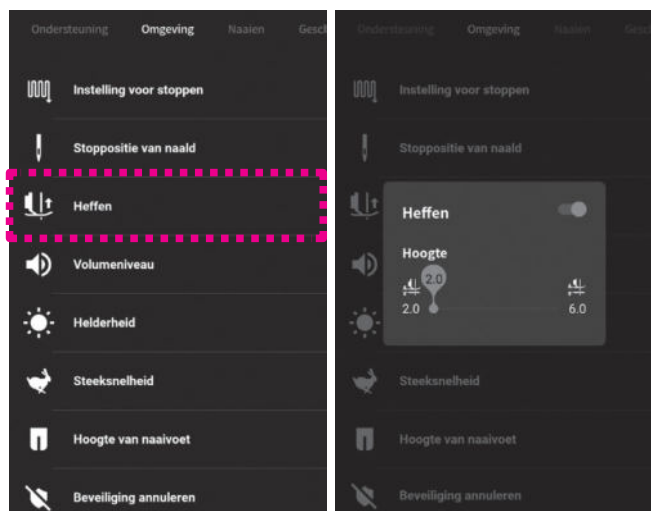 Ondersteuning Omgeving Naaien Gesch
Instelling voor stoppen
Stoppositie van naald
Heffen
Volumeniveau
Helderheid
Steeksnelheid
Hoogte van naaivoet
Beveiliging annuleren
Ondersteuning Omgeving Naaien Gesc
Instelling voor stoppen
Stoppositie van naald
Heffen
Hoogte
2.0
2.0 6.0
Steeksnelheid
Hoogte van naaivoet
Beveiliging annuleren